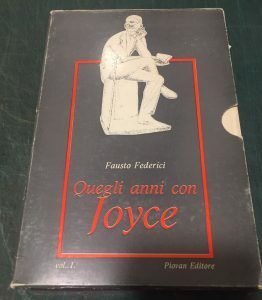 Fausto Federici
Quegli anni con
Joyce
vol. I.
Piovan Editore